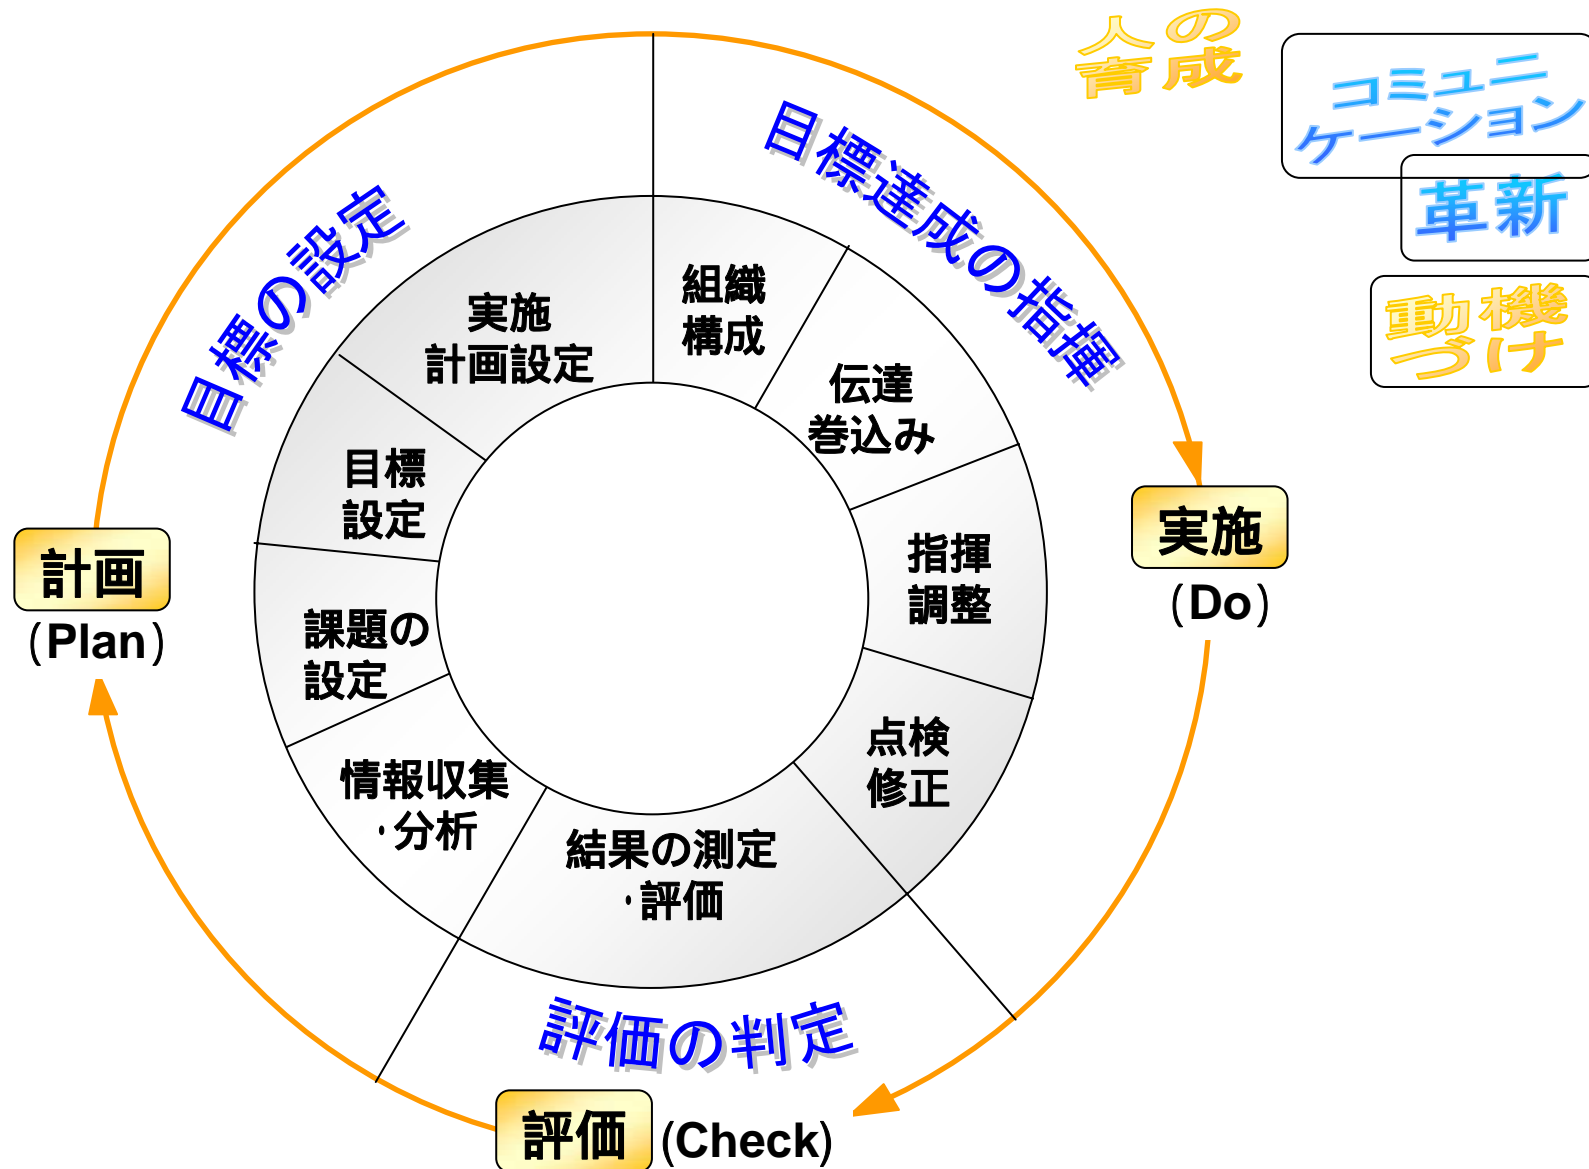 人の
育成
コミュニ
ケーション
革新
動機
づけ
目標の設定
目標達成の指揮
実施
計画設定
組織
構成
伝達
巻込み
目標
設定
指揮
調整
課題の
設定
点検
修正
情報収集
・分析
結果の測定
・評価
計画
(Plan)
実施
(Do)
評価の判定
評価 (Check)